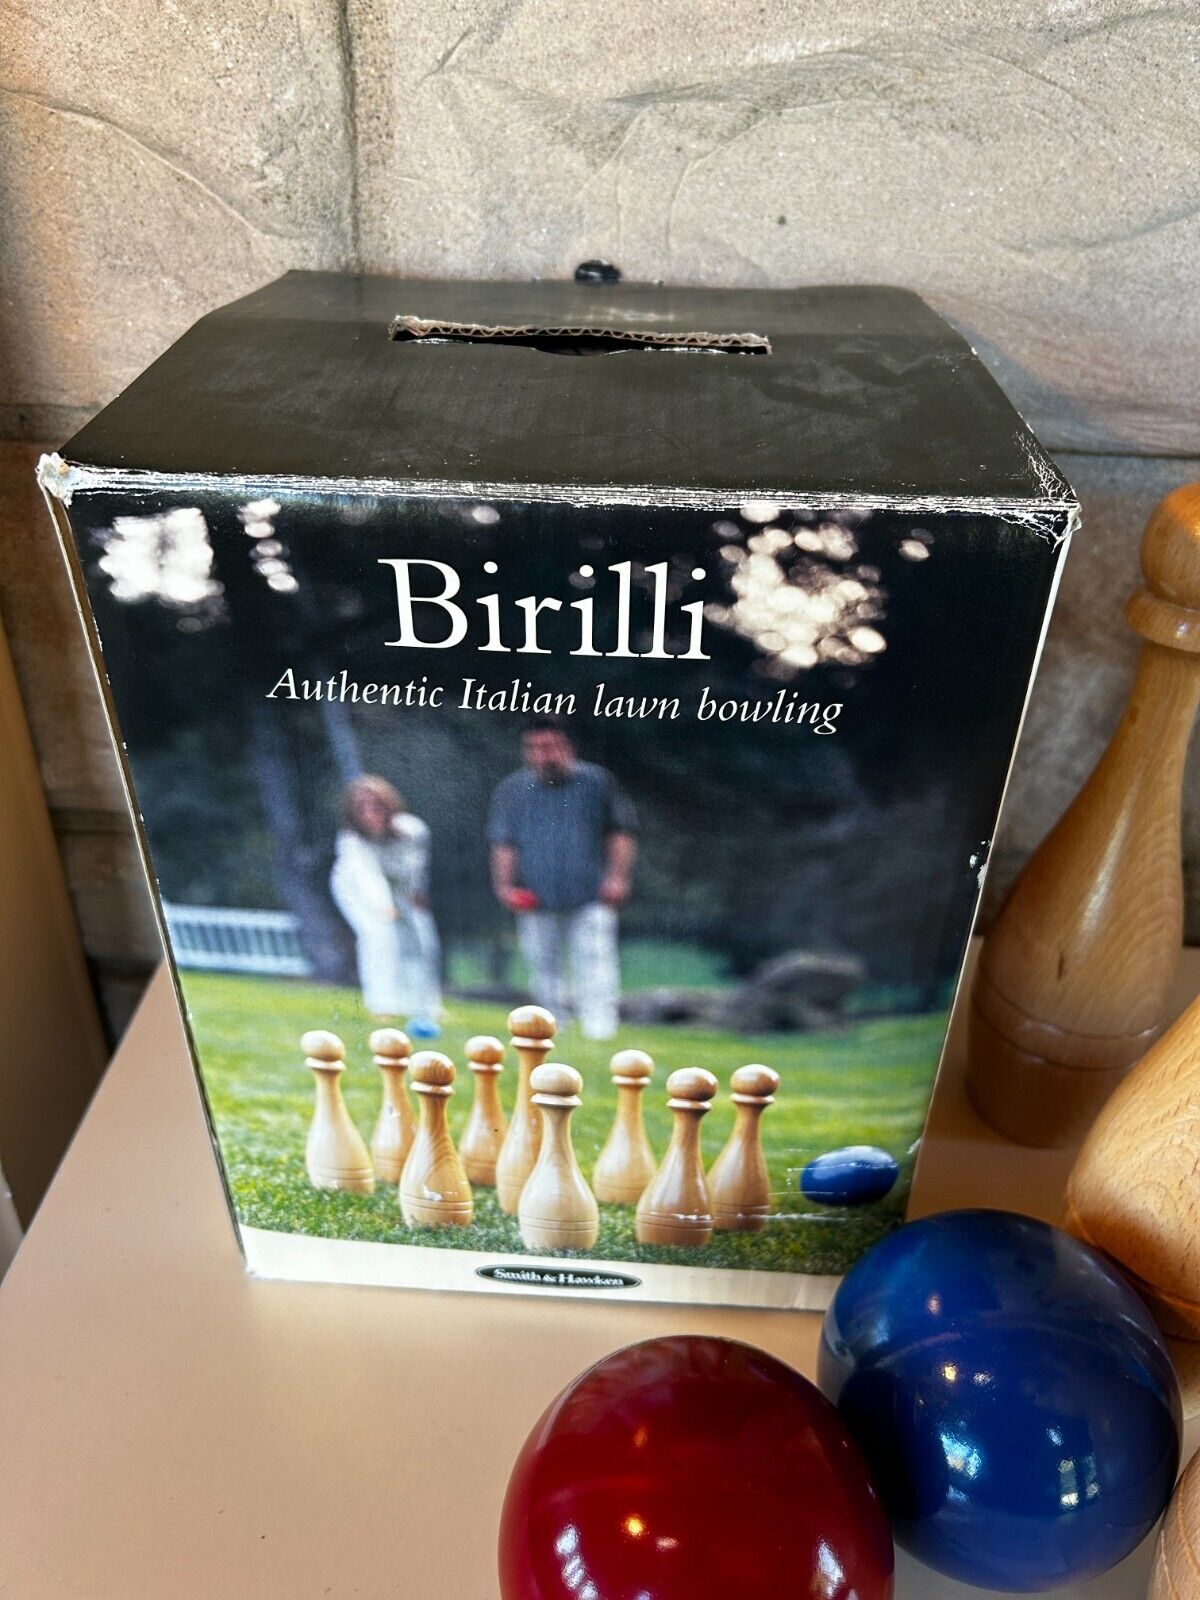 Birilli
Authentic Italian lawn bowling
Smith & Hawken